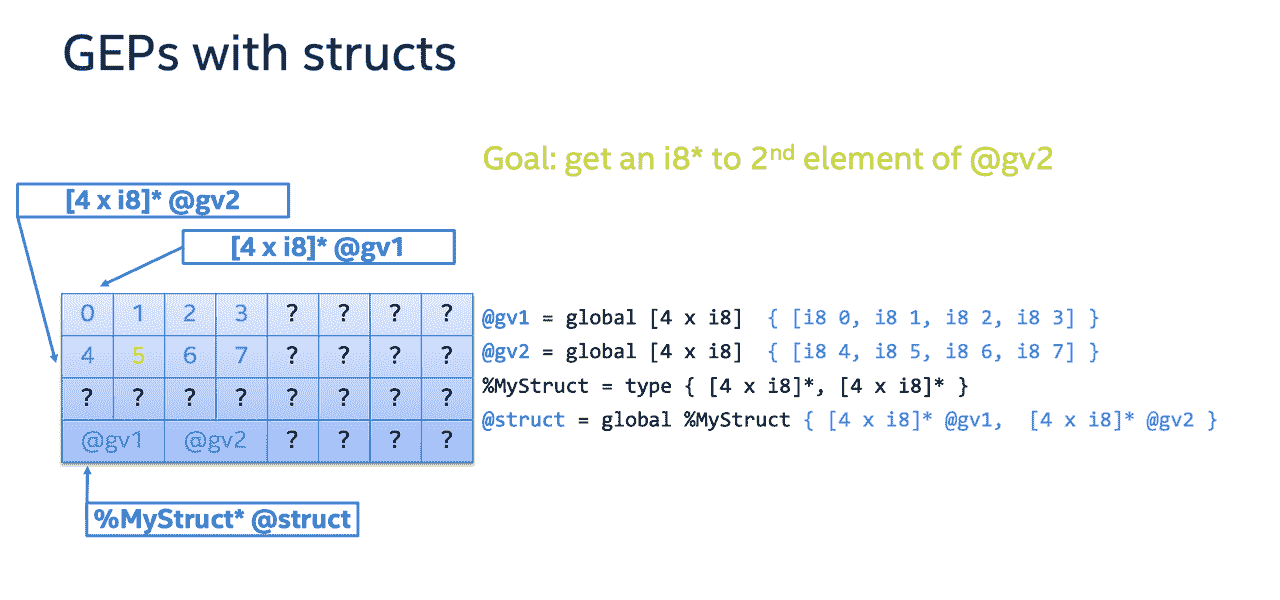 GEPs with structs
Goal: get an i8* to 2nd element of @gv2
[4 x i8]* @gv2
[4 x i8]* @gv1
0 1 2 3 ? ? ? ?
4 5 6 7 ? ? ? ?
? ? ? ? ? ? ? ?
@gv1 @gv2 ? ? ? ?
@gv1 = global [4 x i8]  { [i8 0, i8 1, i8 2, i8 3] }
@gv2 = global [4 x i8]  { [i8 4, i8 5, i8 6, i8 7] }
%MyStruct = type { [4 x i8]*, [4 x i8]* }
@struct = global %MyStruct { [4 x i8]* @gv1,  [4 x i8]* @gv2 }
%MyStruct* @struct